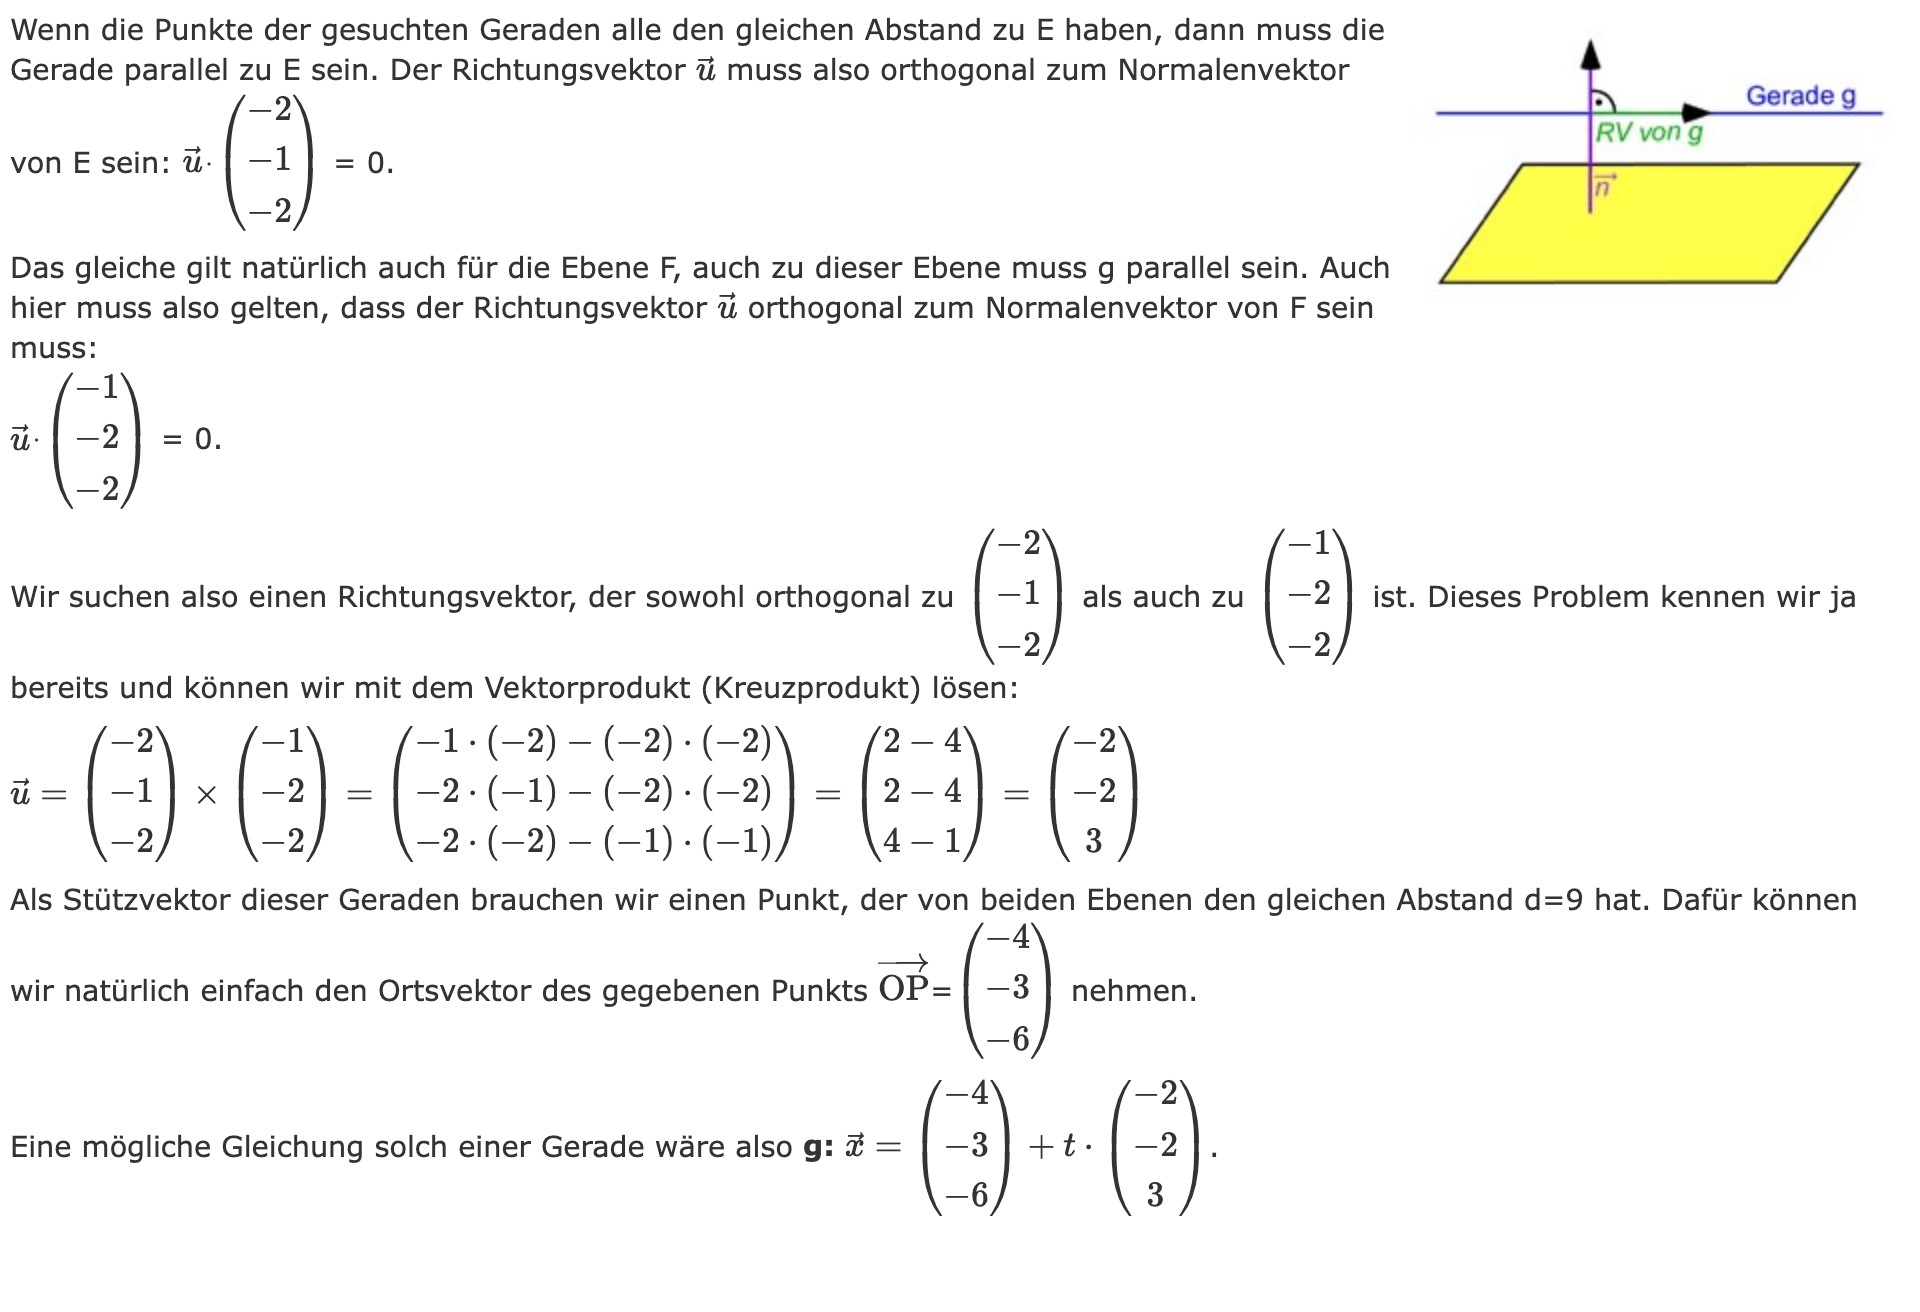 Wenn die Punkte der gesuchten Geraden alle den gleichen Abstand zu E haben, dann muss die
Gerade parallel zu E sein. Der Richtungsvektor $\vec{u}$ muss also orthogonal zum Normalenvektor
von E sein: $\vec{u} \cdot \begin{pmatrix} -2 \\ -1 \\ -2 \end{pmatrix}$ = 0.
Gerade g
RV von g
$\vec{n}$
Das gleiche gilt natürlich auch für die Ebene F, auch zu dieser Ebene muss g parallel sein. Auch
hier muss also gelten, dass der Richtungsvektor $\vec{u}$ orthogonal zum Normalenvektor von F sein
muss:
$\vec{u} \cdot \begin{pmatrix} -1 \\ -2 \\ -2 \end{pmatrix}$ = 0.
Wir suchen also einen Richtungsvektor, der sowohl orthogonal zu $\begin{pmatrix} -2 \\ -1 \\ -2 \end{pmatrix}$ als auch zu $\begin{pmatrix} -1 \\ -2 \\ -2 \end{pmatrix}$ ist. Dieses Problem kennen wir ja
bereits und können wir mit dem Vektorprodukt (Kreuzprodukt) lösen:
$\vec{u} = \begin{pmatrix} -2 \\ -1 \\ -2 \end{pmatrix} \times \begin{pmatrix} -1 \\ -2 \\ -2 \end{pmatrix} = \begin{pmatrix} -1 \cdot (-2) - (-2) \cdot (-2) \\ -2 \cdot (-1) - (-2) \cdot (-2) \\ -2 \cdot (-2) - (-1) \cdot (-1) \end{pmatrix} = \begin{pmatrix} 2 - 4 \\ 2 - 4 \\ 4 - 1 \end{pmatrix} = \begin{pmatrix} -2 \\ -2 \\ 3 \end{pmatrix}$
Als Stützvektor dieser Geraden brauchen wir einen Punkt, der von beiden Ebenen den gleichen Abstand d=9 hat. Dafür können
wir natürlich einfach den Ortsvektor des gegebenen Punkts $\overrightarrow{\mathrm{OP}}$=$\begin{pmatrix} -4 \\ -3 \\ -6 \end{pmatrix}$ nehmen.
Eine mögliche Gleichung solch einer Gerade wäre also g: $\vec{x} = \begin{pmatrix} -4 \\ -3 \\ -6 \end{pmatrix} + t \cdot \begin{pmatrix} -2 \\ -2 \\ 3 \end{pmatrix}$.